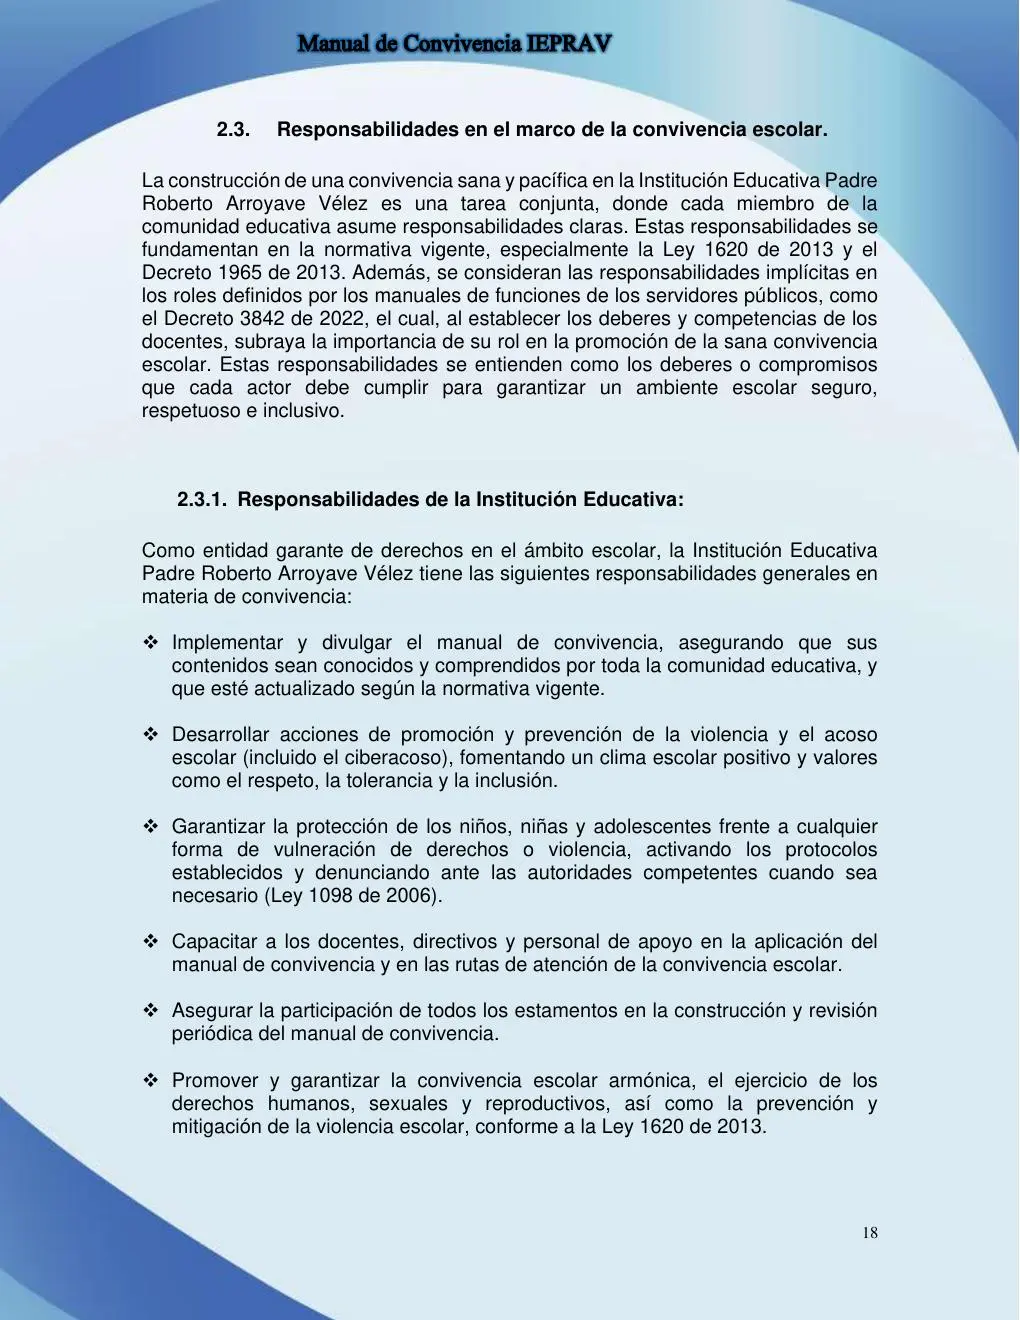 Manual de Convivencia IEPRAV
2.3. Responsabilidades en el marco de la convivencia escolar.
La construcción de una convivencia sana y pacífica en la Institución Educativa Padre
Roberto Arroyave Vélez es una tarea conjunta, donde cada miembro de la
comunidad educativa asume responsabilidades claras. Estas responsabilidades se
fundamentan en la normativa vigente, especialmente la Ley 1620 de 2013 y el
Decreto 1965 de 2013. Además, se consideran las responsabilidades implícitas en
los roles definidos por los manuales de funciones de los servidores públicos, como
el Decreto 3842 de 2022, el cual, al establecer los deberes y competencias de los
docentes, subraya la importancia de su rol en la promoción de la sana convivencia
escolar. Estas responsabilidades se entienden como los deberes o compromisos
que cada actor debe cumplir para garantizar un ambiente escolar seguro,
respetuoso e inclusivo.
2.3.1. Responsabilidades de la Institución Educativa:
Como entidad garante de derechos en el ámbito escolar, la Institución Educativa
Padre Roberto Arroyave Vélez tiene las siguientes responsabilidades generales en
materia de convivencia:
❖ Implementar y divulgar el manual de convivencia, asegurando que sus
contenidos sean conocidos y comprendidos por toda la comunidad educativa, y
que esté actualizado según la normativa vigente.
❖ Desarrollar acciones de promoción y prevención de la violencia y el acoso
escolar (incluido el ciberacoso), fomentando un clima escolar positivo y valores
como el respeto, la tolerancia y la inclusión.
❖ Garantizar la protección de los niños, niñas y adolescentes frente a cualquier
forma de vulneración de derechos o violencia, activando los protocolos
establecidos y denunciando ante las autoridades competentes cuando sea
necesario (Ley 1098 de 2006).
❖ Capacitar a los docentes, directivos y personal de apoyo en la aplicación del
manual de convivencia y en las rutas de atención de la convivencia escolar.
❖ Asegurar la participación de todos los estamentos en la construcción y revisión
periódica del manual de convivencia.
❖ Promover y garantizar la convivencia escolar armónica, el ejercicio de los
derechos humanos, sexuales y reproductivos, así como la prevención y
mitigación de la violencia escolar, conforme a la Ley 1620 de 2013.
18